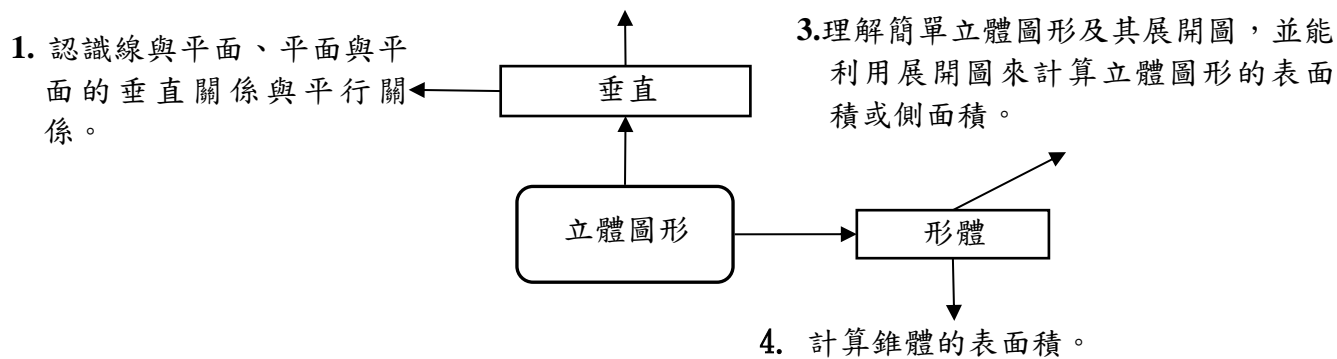 1. 認識線與平面、平面與平
面的垂直關係與平行關
係。
垂直
3.理解簡單立體圖形及其展開圖,並能
利用展開圖來計算立體圖形的表面
積或側面積。
立體圖形
形體
4. 計算錐體的表面積。